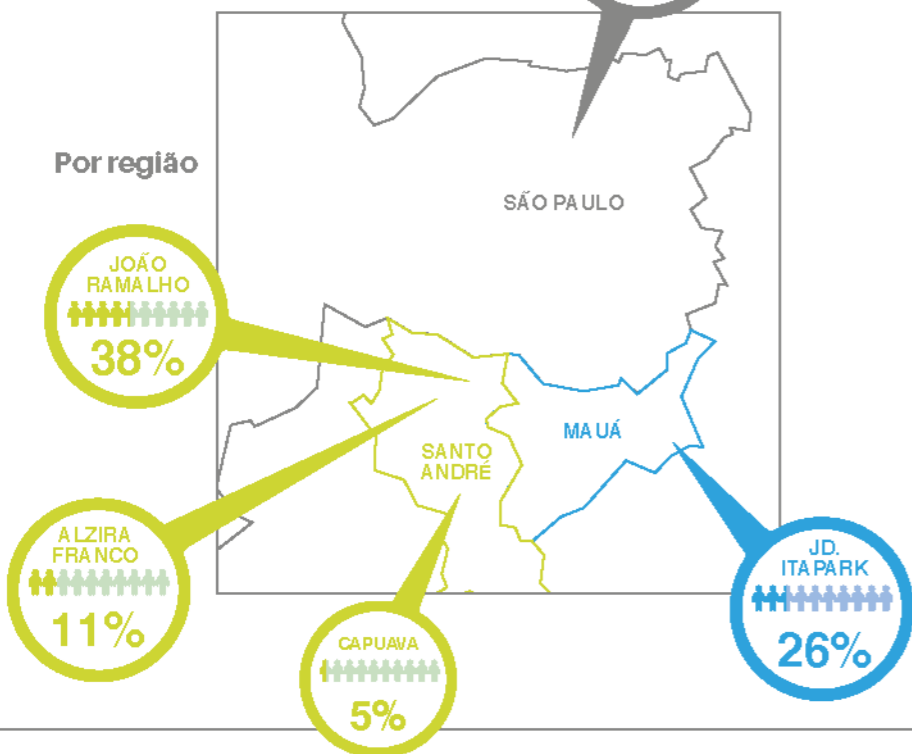 Por região
SÃO PAULO
JOÃO
RAMALHO
38%
MAUÁ
SANTO
ANDRÉ
ALZIRA
FRANCO
11%
JD.
ITAPARK
26%
CAPUAVA
5%